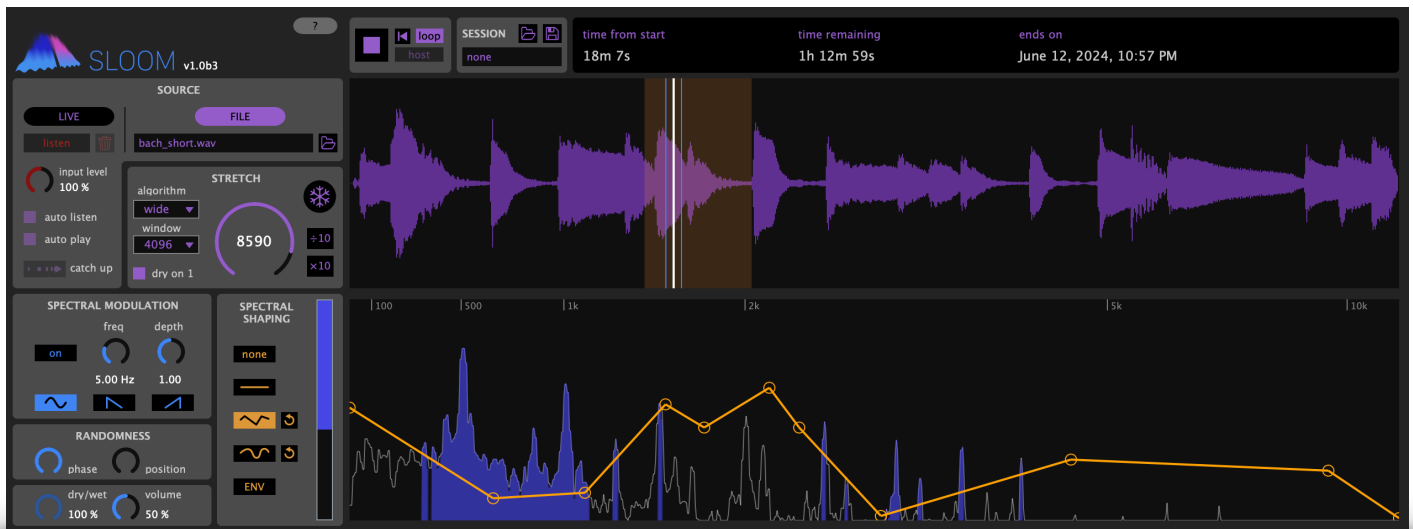 ?
SLOOM v1.0b3
loop
host
SESSION
none
time from start
18m 7s
time remaining
1h 12m 59s
ends on
June 12, 2024, 10:57 PM
SOURCE
LIVE
FILE
listen
bach_short.wav
input level
100 %
auto listen
auto play
catch up
STRETCH
algorithm
wide
window
4096
dry on 1
8590
÷10
×10
SPECTRAL MODULATION
freq
depth
on
5.00 Hz
1.00
RANDOMNESS
phase
position
dry/wet
100 %
volume
50 %
SPECTRAL
SHAPING
none
ENV
100
500
1k
2k
5k
10k